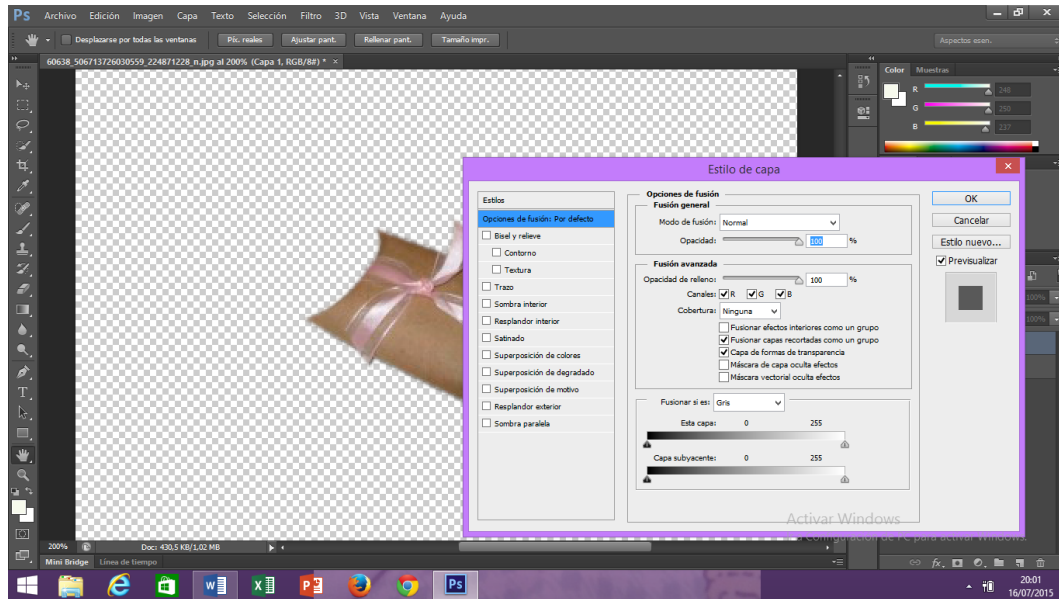 Ps Archivo Edición Imagen Capa Texto Selección Filtro 3D Vista Ventana Ayuda
Desplazarse por todas las ventanas Píx. reales Ajustar pant. Rellenar pant. Tamaño impr. Aspectos esen.
60638_506713726030559_224871228_n.jpg al 200% (Capa 1, RGB/8#) * ×
Color Muestras
R 248
G 250
B 237
Estilo de capa
Estilos
Opciones de fusión: Por defecto
Bisel y relieve
Contorno
Textura
Trazo
Sombra interior
Resplandor interior
Satinado
Superposición de colores
Superposición de degradado
Superposición de motivo
Resplandor exterior
Sombra paralela
Opciones de fusión
Fusión general
Modo de fusión: Normal
Opacidad: 100 %
Fusión avanzada
Opacidad de relleno: 100 %
Canales: R G B
Cobertura: Ninguna
Fusionar efectos interiores como un grupo
Fusionar capas recortadas como un grupo
Capa de formas de transparencia
Máscara de capa oculta efectos
Máscara vectorial oculta efectos
Fusionar si es: Gris
Esta capa: 0 255
Capa subyacente: 0 255
OK
Cancelar
Estilo nuevo...
Previsualizar
100%
100%
T
Activar Windows
de PC para activar Windows.
200% Doc: 430,5 KB/1,02 MB
Mini Bridge Línea de tiempo
fx
Ps
20:01
16/07/2015